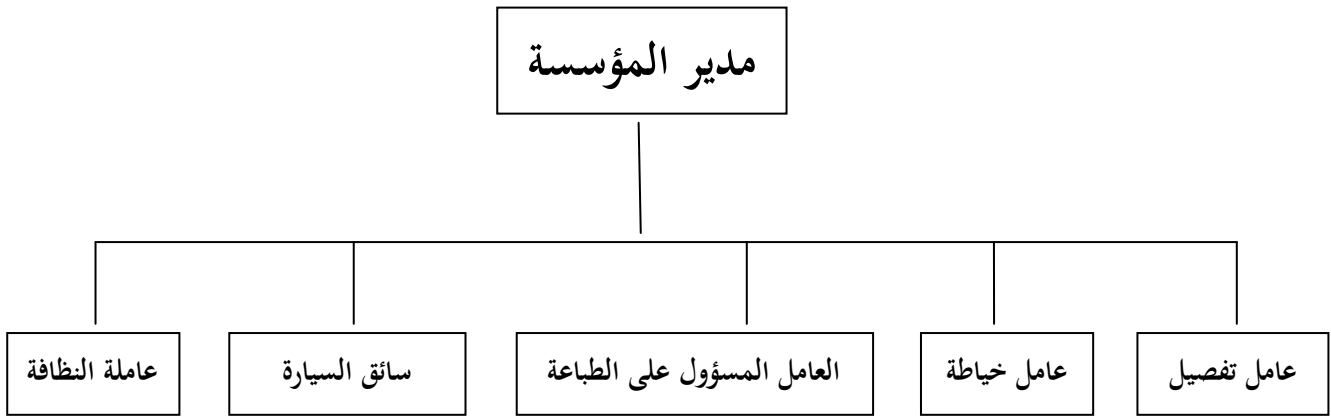 مدير المؤسسة
عامل تفصيل
عامل خياطة
العامل المسؤول على الطباعة
سائق السيارة
عاملة النظافة